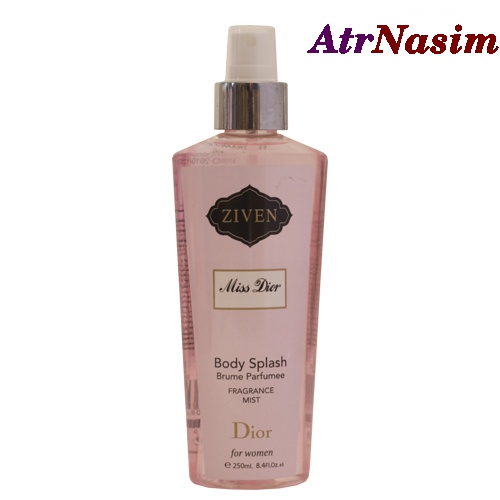 AtrNasim
ZIVEN
Miss Dior
Body Splash
Brume Parfumee
FRAGRANCE
MIST
Dior
for women
℮ 250ml. 8,4Fl.Oz.℮